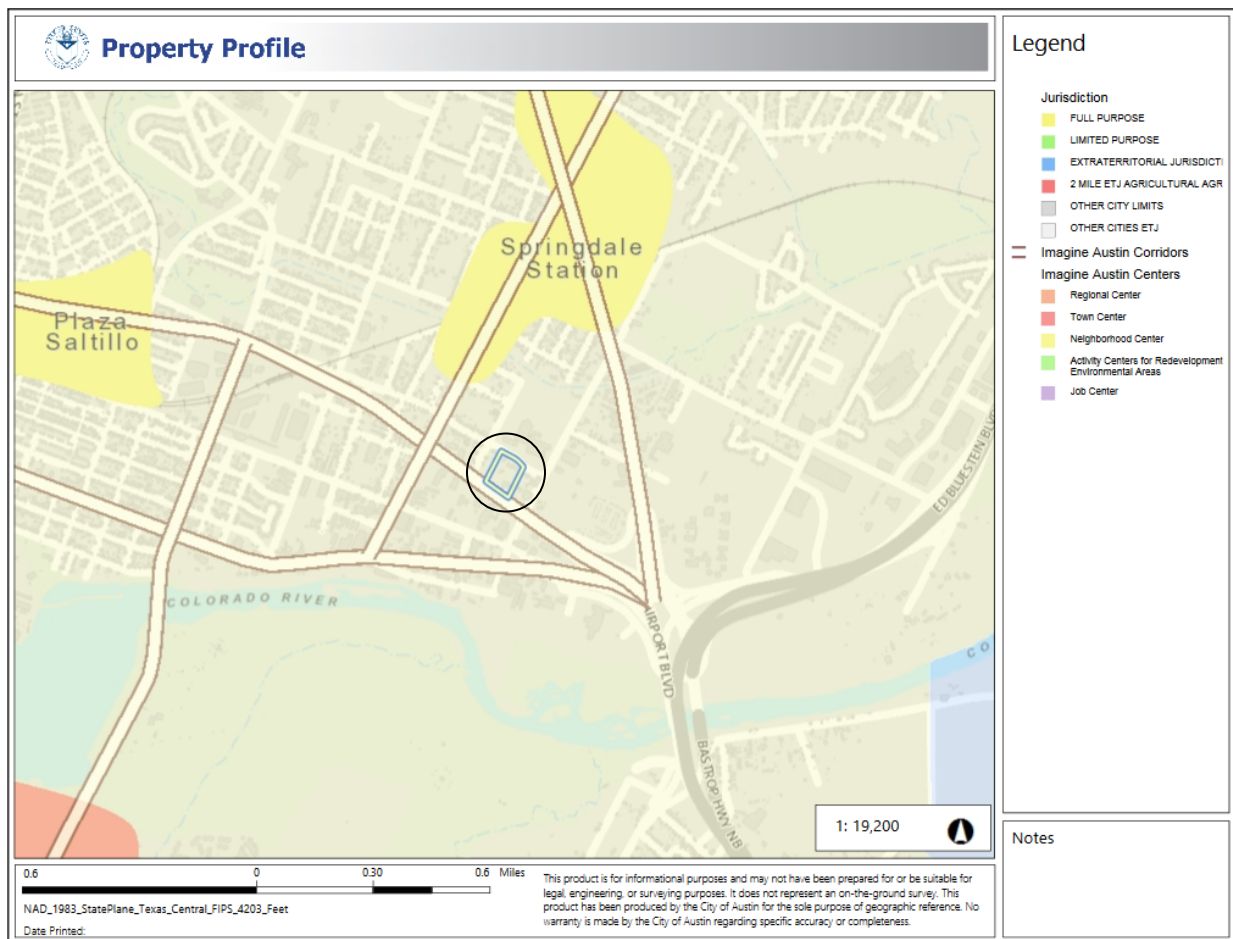 Property Profile
Springdale
Station
Plaza
Saltillo
COLORADO RIVER
ED BLUESTEIN BLV
AIRPORT BLVD
BASTROP HWY NB
CO
1: 19,200
0.6
0
0.30
0.6 Miles
NAD_1983_StatePlane_Texas_Central_FIPS_4203_Feet
Date Printed:
This product is for informational purposes and may not have been prepared for or be suitable for
legal, engineering, or surveying purposes. It does not represent an on-the-ground survey. This
product has been produced by the City of Austin for the sole purpose of geographic reference. No
warranty is made by the City of Austin regarding specific accuracy or completeness.
Legend
Jurisdiction
FULL PURPOSE
LIMITED PURPOSE
EXTRATERRITORIAL JURISDICTI
2 MILE ETJ AGRICULTURAL AGR
OTHER CITY LIMITS
OTHER CITIES ETJ
Imagine Austin Corridors
Imagine Austin Centers
Regional Center
Town Center
Neighborhood Center
Activity Centers for Redevelopment
Environmental Areas
Job Center
Notes